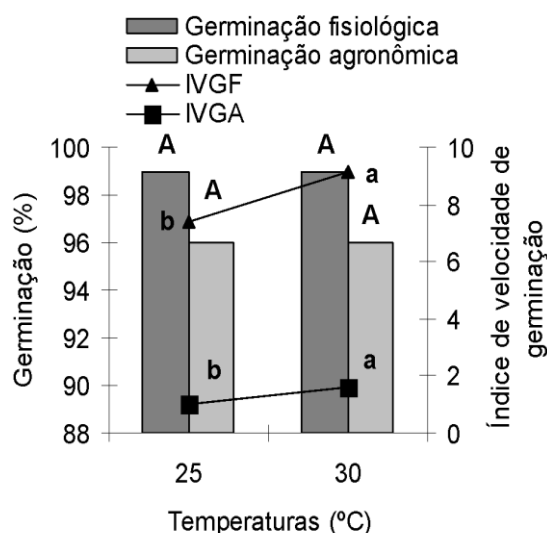 Germinação fisiológica
Germinação agronômica
IVGF
IVGA
Germinação (%)
100
98
96
94
92
90
88
10
8
6
4
2
0
Índice de velocidade de
germinação
A
A
A
A
b
a
b
a
25
30
Temperaturas (ºC)